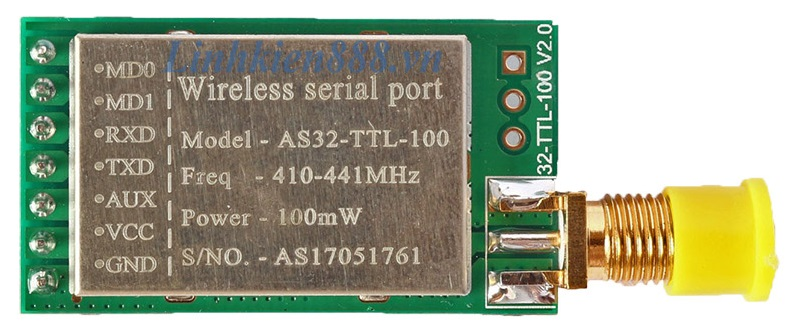 Linhkien888.vn
MD0
MD1
RXD
TXD
AUX
VCC
GND
Wireless serial port
Model - AS32-TTL-100
Freq - 410-441MHz
Power - 100mW
S/NO. - AS17051761
32-TTL-100 V2.0